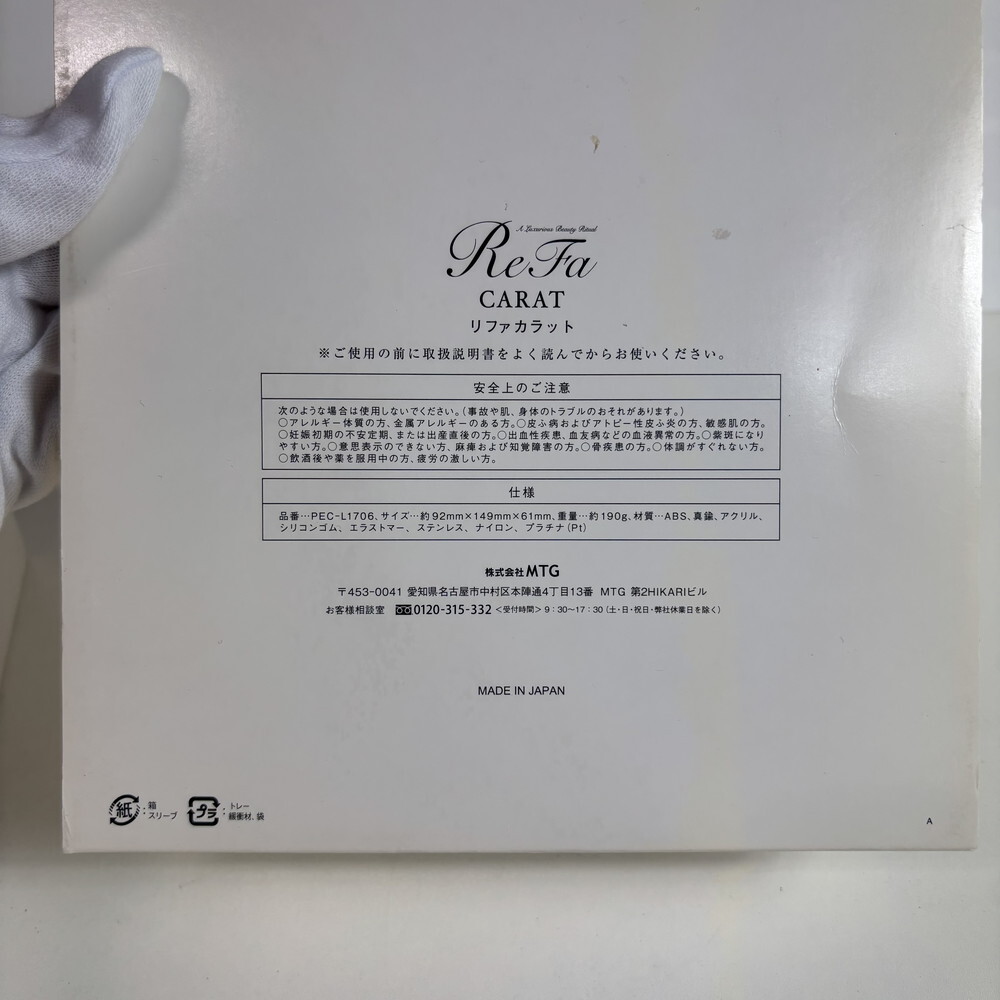 A Luxurious Beauty Ritual
ReFa
CARAT
リファカラット
※ご使用の前に取扱説明書をよく読んでからお使いください。
安全上のご注意
次のような場合は使用しないでください。(事故や肌、身体のトラブルのおそれがあります。)
○アレルギー体質の方、金属アレルギーのある方。○皮ふ病およびアトピー性皮ふ炎の方、敏感肌の方。
○妊娠初期の不安定期、または出産直後の方。○出血性疾患、血友病などの血液異常の方。○紫斑になり
やすい方。○意思表示のできない方、麻痺および知覚障害の方。○骨疾患の方。○体調がすぐれない方。
○飲酒後や薬を服用中の方、疲労の激しい方。
仕様
品番…PEC-L1706、サイズ…約92mm×149mm×61mm、重量…約190g、材質…ABS、真鍮、アクリル、
シリコンゴム、エラストマー、ステンレス、ナイロン、プラチナ(Pt)
株式会社MTG
〒453-0041 愛知県名古屋市中村区本陣通4丁目13番 MTG 第2HIKARIビル
お客様相談室 0120-315-332 <受付時間> 9:30〜17:30 (土・日・祝日・弊社休業日を除く)
MADE IN JAPAN
紙 : 箱
スリーブ
プラ : トレー
緩衝材、袋
A